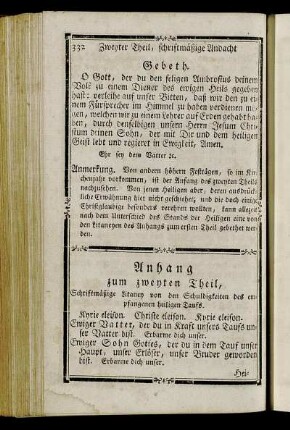 332 Zweyter Theil, schriftmäßige Andacht
Gebeth.
O Gott, der du den seligen Ambrosius deinem
Volk zu einem Diener des ewigen Heils gegeben
hast: verleihe auf unser Bitten, daß wir den zu ei-
nem Fürsprecher im Himmel zu haben verdienen mö-
gen, welchen wir zu einem Lehrer auf Erden gehabt ha-
ben, durch denselbigen unsern Herrn Jesum Chri-
stum deinen Sohn, der mit Dir und dem heiligen
Geist lebt und regieret in Ewigkeit, Amen.
Ehr sey dem Vatter ꝛc.
Anmerkung. Von andern höhern Festtägen, so im Kir-
chenjahr vorkommen, ist der Anfang des zweyten Theils
nachzusehen. Von jenen Heiligen aber, deren ausdrück-
liche Erwähnung hier nicht geschiehet, und die doch einige
Christglaubige besonders verehren wollten, kann allezeit
nach dem Unterschied des Stands der Heiligen eine von
den Litaneyen des Anhangs zum ersten Theil gebethet wer-
den.
Anhang
zum zweyten Theil,
Schriftmäßige Litaney von den Schuldigkeiten des em-
pfangenen heiligen Taufs.
Kyrie eleison. Christe eleison. Kyrie eleison.
Ewiger Vatter, der du in Kraft unsers Taufs un-
ser Vatter bist. Erbarme dich unser.
Ewiger Sohn Gottes, der du in dem Tauf unser
Haupt, unser Erlöser, unser Bruder geworden
bist. Erbarme dich unser.
Hei-